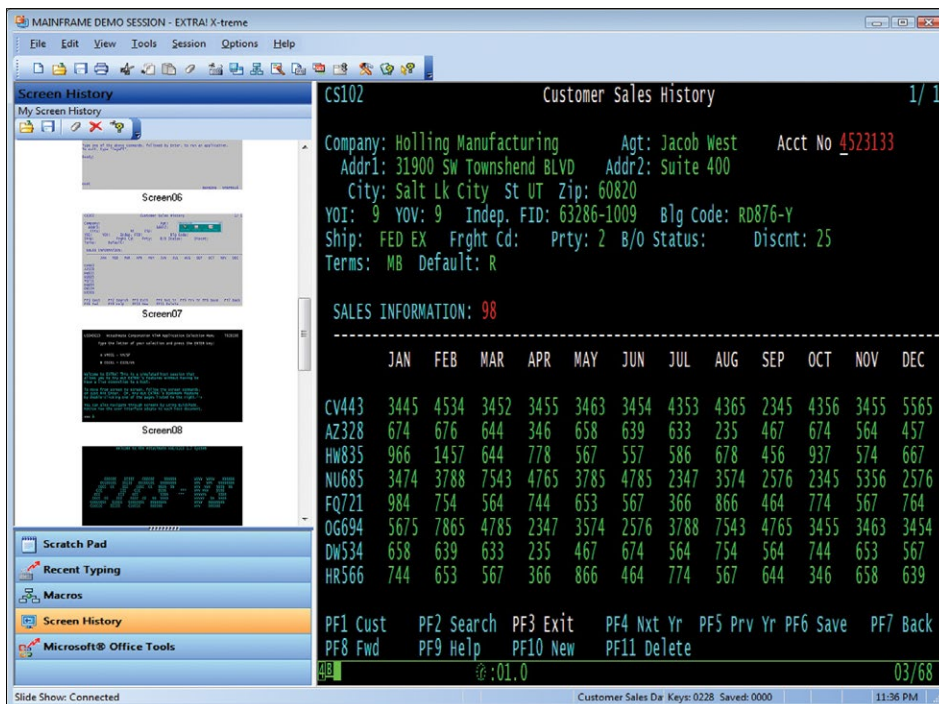 MAINFRAME DEMO SESSION - EXTRA! X-treme
File Edit View Tools Session Options Help
Screen History
My Screen History
Screen06
Customer Sales History
Screen07
Screen08
Scratch Pad
Recent Typing
Macros
Screen History
Microsoft® Office Tools
CS102 Customer Sales History 1/ 1
Company: Holling Manufacturing Agt: Jacob West Acct No 4523133
Addr1: 31900 SW Townshend BLVD Addr2: Suite 400
City: Salt Lk City St UT Zip: 60820
YOI: 9 YOV: 9 Indep. FID: 63286-1009 Blg Code: RD876-Y
Ship: FED EX Frght Cd: Prty: 2 B/O Status: Discnt: 25
Terms: MB Default: R
SALES INFORMATION: 98
JAN FEB MAR APR MAY JUN JUL AUG SEP OCT NOV DEC
CV443 3445 4534 3452 3455 3463 3454 4353 4365 2345 4356 3455 5565
AZ328 674 676 644 346 658 639 633 235 467 674 564 457
HW835 966 1457 644 778 567 557 586 678 456 937 574 667
NU685 3474 3788 7543 4765 3785 4785 2347 3574 2576 2345 5356 2576
FQ721 984 754 564 744 653 567 366 866 464 774 567 764
OG694 5675 7865 4785 2347 3574 2576 3788 7543 4765 3455 3463 3454
DW534 658 639 633 235 467 674 564 754 564 744 653 567
HR566 744 653 567 366 866 464 774 567 644 346 658 639
PF1 Cust PF2 Search PF3 Exit PF4 Nxt Yr PF5 Prv Yr PF6 Save PF7 Back
PF8 Fwd PF9 Help PF10 New PF11 Delete
4B :01.0 03/68
Slide Show: Connected Customer Sales Da Keys: 0228 Saved: 0000 11:36 PM